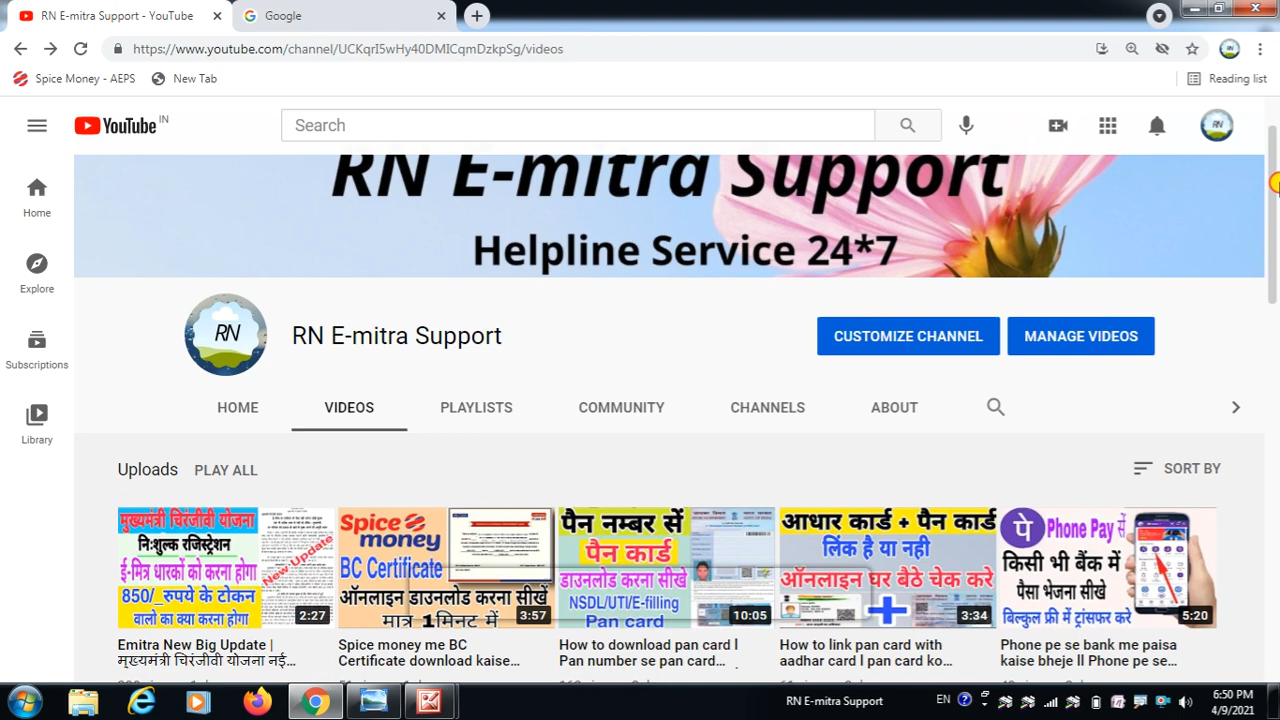 RN E-mitra Support - YouTube
Google
https://www.youtube.com/channel/UCKqrI5wHy40DMICqmDzkpSg/videos
Spice Money - AEPS
New Tab
Reading list
YouTube IN
Search
RN
RN E-mitra Support
Helpline Service 24*7
Home
Explore
Subscriptions
Library
RN
RN E-mitra Support
CUSTOMIZE CHANNEL
MANAGE VIDEOS
HOME
VIDEOS
PLAYLISTS
COMMUNITY
CHANNELS
ABOUT
Uploads
PLAY ALL
SORT BY
मुख्यमंत्री चिरंजीवी योजना
निःशुल्क रजिस्ट्रेशन
ई-मित्र धारकों को करना होगा
850/_रुपये के टोकन
वालो का क्या करना होगा
New Update
2:27
Spice money
BC Certificate
ऑनलाइन डाउनलोड करना सीखे
मात्र 1मिनट में
3:57
पैन नम्बर सें
पैन कार्ड
डाउनलोड करना सीखे
NSDL/UTI/E-filling
Pan card
10:05
आधार कार्ड + पैन कार्ड
लिंक है या नही
ऑनलाइन घर बेठे चेक करे
3:34
पे Phone Pay में
किसी भी बैंक में
पैसा भेजना सीखे
बिल्कुल फ्री में ट्रांसफर करे
5:20
Emitra New Big Update |
मुख्यमंत्री चिरंजीवी योजना नई...
Spice money me BC
Certificate download kaise...
How to download pan card l
Pan number se pan card...
How to link pan card with
aadhar card l pan card ko...
Phone pe se bank me paisa
kaise bheje ll Phone pe se...
RN E-mitra Support
EN
6:50 PM
4/9/2021